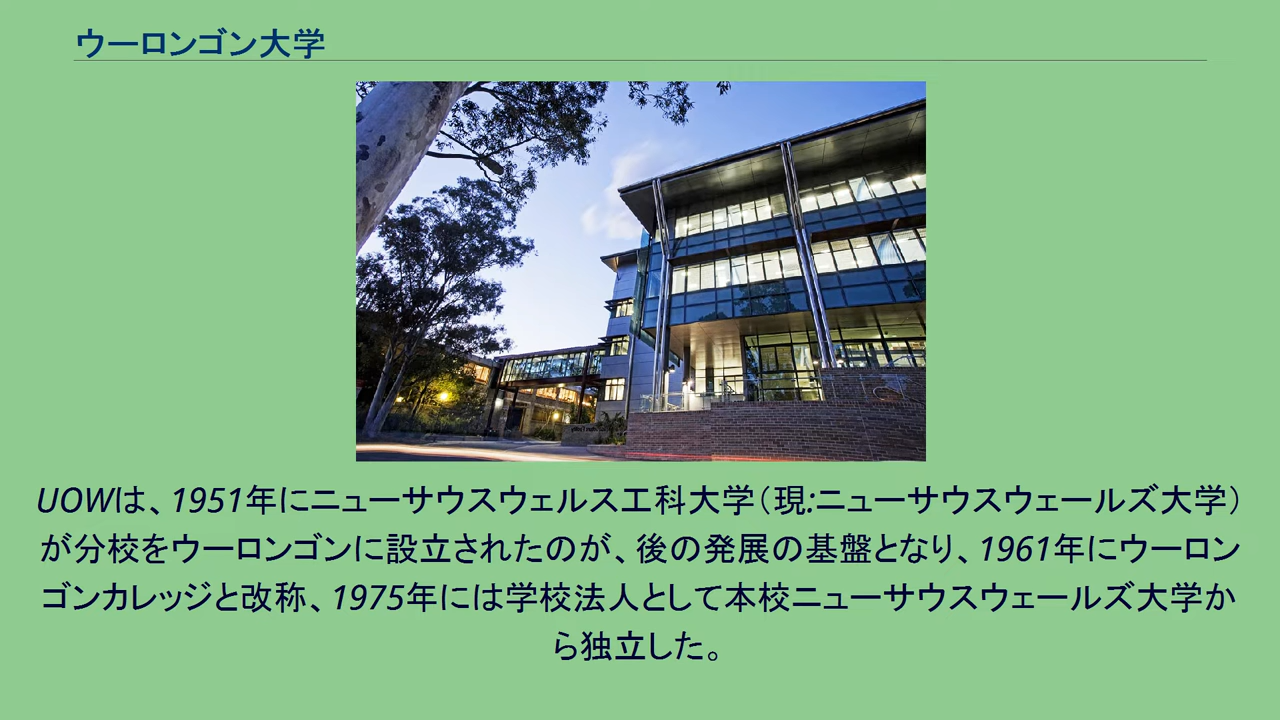 ウーロンゴン大学
UOWは、1951年にニューサウスウェルス工科大学（現:ニューサウスウェールズ大学）
が分校をウーロンゴンに設立されたのが、後の発展の基盤となり、1961年にウーロン
ゴンカレッジと改称、1975年には学校法人として本校ニューサウスウェールズ大学か
ら独立した。